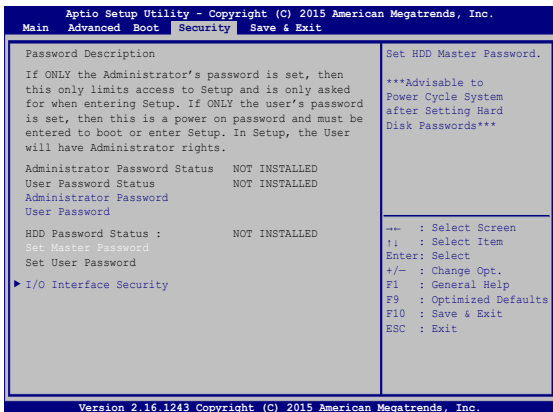 Aptio Setup Utility – Copyright (C) 2015 American Megatrends, Inc.
Main Advanced Boot Security Save & Exit
Password Description
If ONLY the Administrator's password is set, then
this only limits access to Setup and is only asked
for when entering Setup. If ONLY the user's password
is set, then this is a power on password and must be
entered to boot or enter Setup. In Setup, the User
will have Administrator rights.
Administrator Password Status NOT INSTALLED
User Password Status NOT INSTALLED
Administrator Password
User Password
HDD Password Status : NOT INSTALLED
Set Master Password
Set User Password
I/O Interface Security
Set HDD Master Password.
***Advisable to
Power Cycle System
after Setting Hard
Disk Passwords***
→← : Select Screen
↑↓ : Select Item
Enter: Select
+/— : Change Opt.
F1 : General Help
F9 : Optimized Defaults
F10 : Save & Exit
ESC : Exit
Version 2.16.1243 Copyright (C) 2015 American Megatrends, Inc.